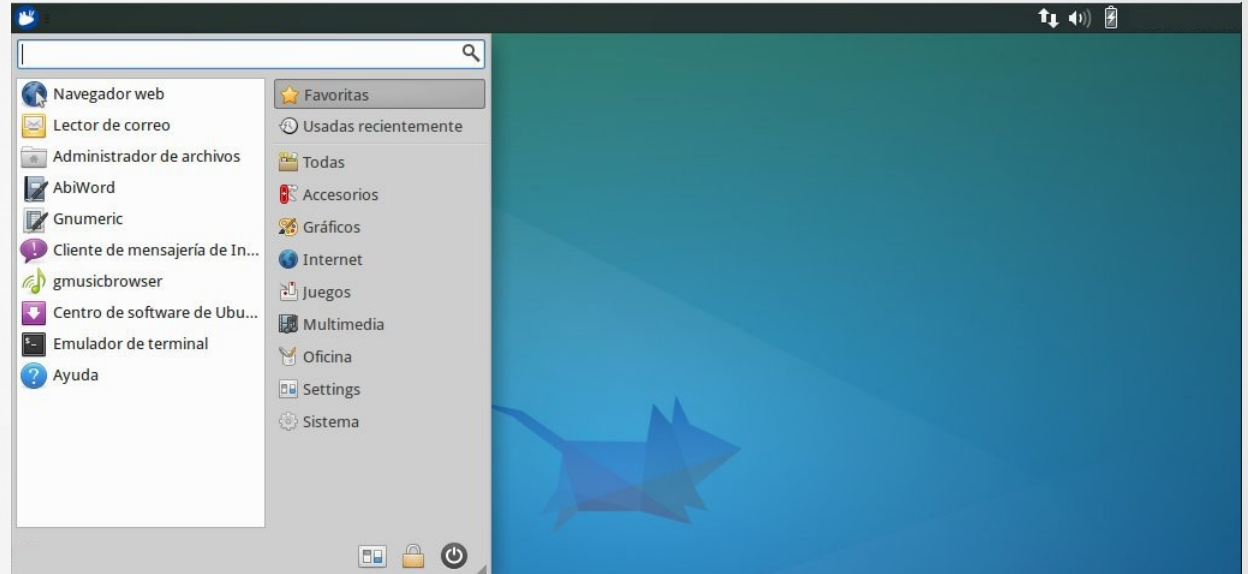 Navegador web
Lector de correo
Administrador de archivos
AbiWord
Gnumeric
Cliente de mensajería de In...
gmusicbrowser
Centro de software de Ubu...
Emulador de terminal
Ayuda
Favoritas
Usadas recientemente
Todas
Accesorios
Gráficos
Internet
Juegos
Multimedia
Oficina
Settings
Sistema